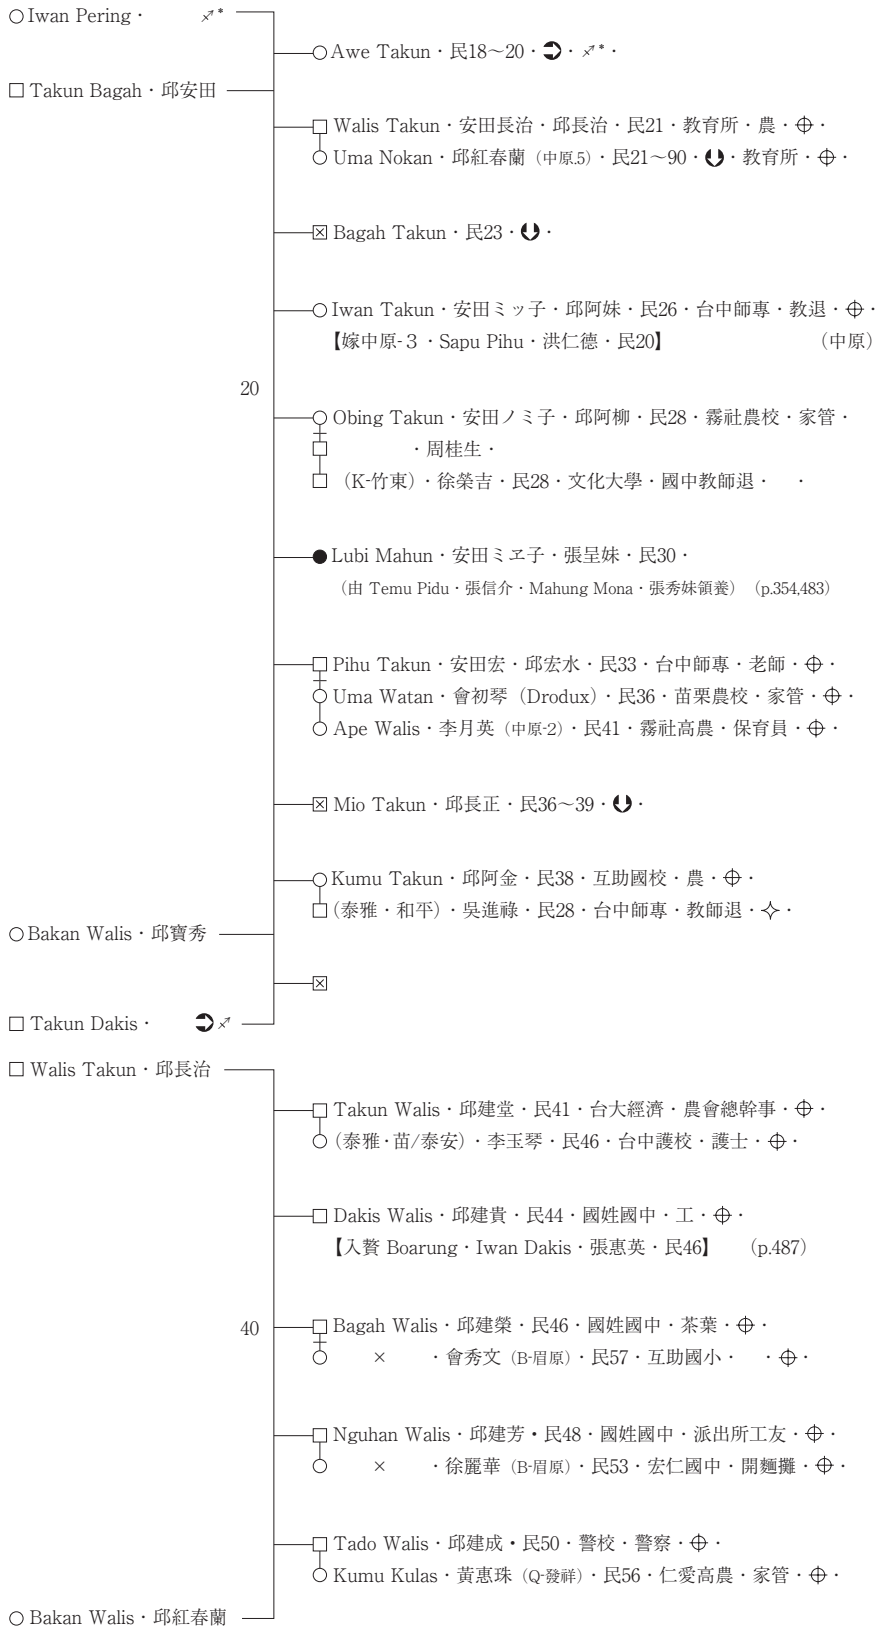 Iwan Pering・
Awe Takun・民18～20・・*・
Takun Bagah・邱安田
Walis Takun・安田長治・邱長治・民21・教育所・農・・
Uma Nokan・邱紅春蘭（中原.5）・民21～90・・教育所・・
Bagah Takun・民23・・
Iwan Takun・安田ミッ子・邱阿妹・民26・台中師專・教退・・
【嫁中原-３・Sapu Pihu・洪仁德・民20】（中原）
20
Obing Takun・安田ノミ子・邱阿柳・民28・霧社農校・家管・
・周桂生・
（K-竹東）・徐榮吉・民28・文化大學・國中教師退・ ・
Lubi Mahun・安田ミヱ子・張呈妹・民30・
（由 Temu Pidu・張信介・Mahung Mona・張秀妹領養）（p.354,483）
Pihu Takun・安田宏・邱宏水・民33・台中師專・老師・・
Uma Watan・會初琴（Drodux）・民36・苗栗農校・家管・・
Ape Walis・李月英（中原-2）・民41・霧社高農・保育員・・
Mio Takun・邱長正・民36～39・・
Kumu Takun・邱阿金・民38・互助國校・農・・
（泰雅・和平）・吳進祿・民28・台中師專・教師退・・
Bakan Walis・邱寶秀
Takun Dakis・
Walis Takun・邱長治
Takun Walis・邱建堂・民41・台大經濟・農會總幹事・・
（泰雅・苗/泰安）・李玉琴・民46・台中護校・護士・・
Dakis Walis・邱建貴・民44・國姓國中・工・・
【入贅 Boarung・Iwan Dakis・張惠英・民46】（p.487）
40
Bagah Walis・邱建榮・民46・國姓國中・茶葉・・
× ・會秀文（B-眉原）・民57・互助國小・ ・・
Nguhan Walis・邱建芳・民48・國姓國中・派出所工友・・
× ・徐麗華（B-眉原）・民53・宏仁國中・開麵攤・・
Tado Walis・邱建成・民50・警校・警察・・
Kumu Kulas・黃惠珠（Q-發祥）・民56・仁愛高農・家管・・
Bakan Walis・邱紅春蘭